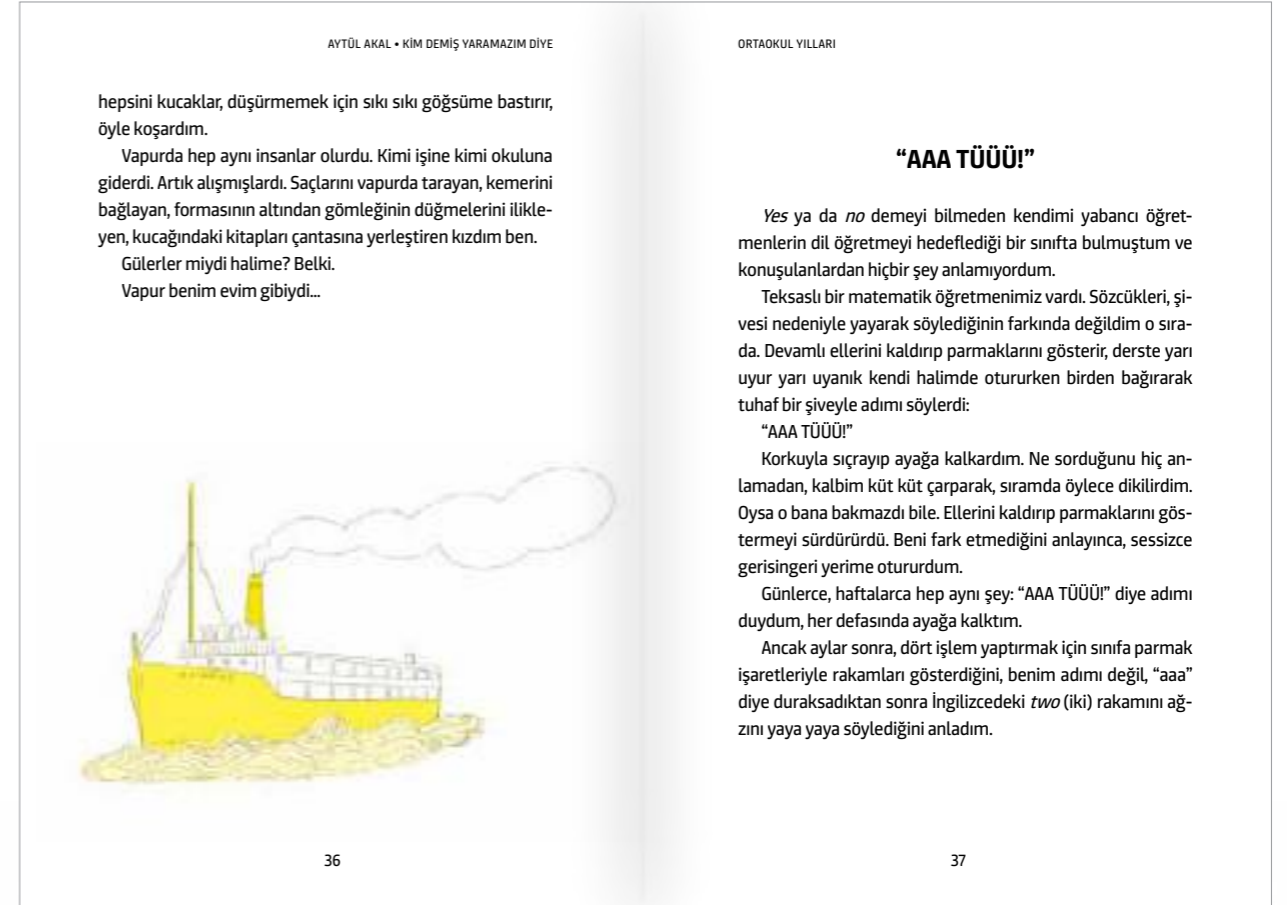 AYTÜL AKAL • KİM DEMİŞ YARAMAZIM DİYE
hepsini kucaklar, düşürmemek için sıkı sıkı göğsüme bastırır,
öyle koşardım.
Vapurda hep aynı insanlar olurdu. Kimi işine kimi okuluna
giderdi. Artık alışmışlardı. Saçlarını vapurda tarayan, kemerini
bağlayan, formasının altından gömleğinin düğmelerini ilikle-
yen, kucağındaki kitapları çantasına yerleştiren kızdım ben.
Gülerler miydi halime? Belki.
Vapur benim evim gibiydi...
36
ORTAOKUL YILLARI
“AAA TÜÜÜ!”
Yes ya da no demeyi bilmeden kendimi yabancı öğret-
menlerin dil öğretmeyi hedeflediği bir sınıfta bulmuştum ve
konuşulanlardan hiçbir şey anlamıyordum.
Teksaslı bir matematik öğretmenimiz vardı. Sözcükleri, şi-
vesi nedeniyle yayarak söylediğinin farkında değildim o sıra-
da. Devamlı ellerini kaldırıp parmaklarını gösterir, derste yarı
uyur yarı uyanık kendi halimde otururken birden bağırarak
tuhaf bir şiveyle adımı söylerdi:
“AAA TÜÜÜ!”
Korkuyla sıçrayıp ayağa kalkardım. Ne sorduğunu hiç an-
lamadan, kalbim küt küt çarparak, sıramda öylece dikilirdim.
Oysa o bana bakmazdı bile. Ellerini kaldırıp parmaklarını gös-
termeyi sürdürürdü. Beni fark etmediğini anlayınca, sessizce
gerisingeri yerime otururdum.
Günlerce, haftalarca hep aynı şey: “AAA TÜÜÜ!” diye adımı
duydum, her defasında ayağa kalktım.
Ancak aylar sonra, dört işlem yaptırmak için sınıfa parmak
işaretleriyle rakamları gösterdiğini, benim adımı değil, “aaa”
diye duraksadıktan sonra İngilizcedeki two (iki) rakamını ağ-
zını yaya yaya söylediğini anladım.
37